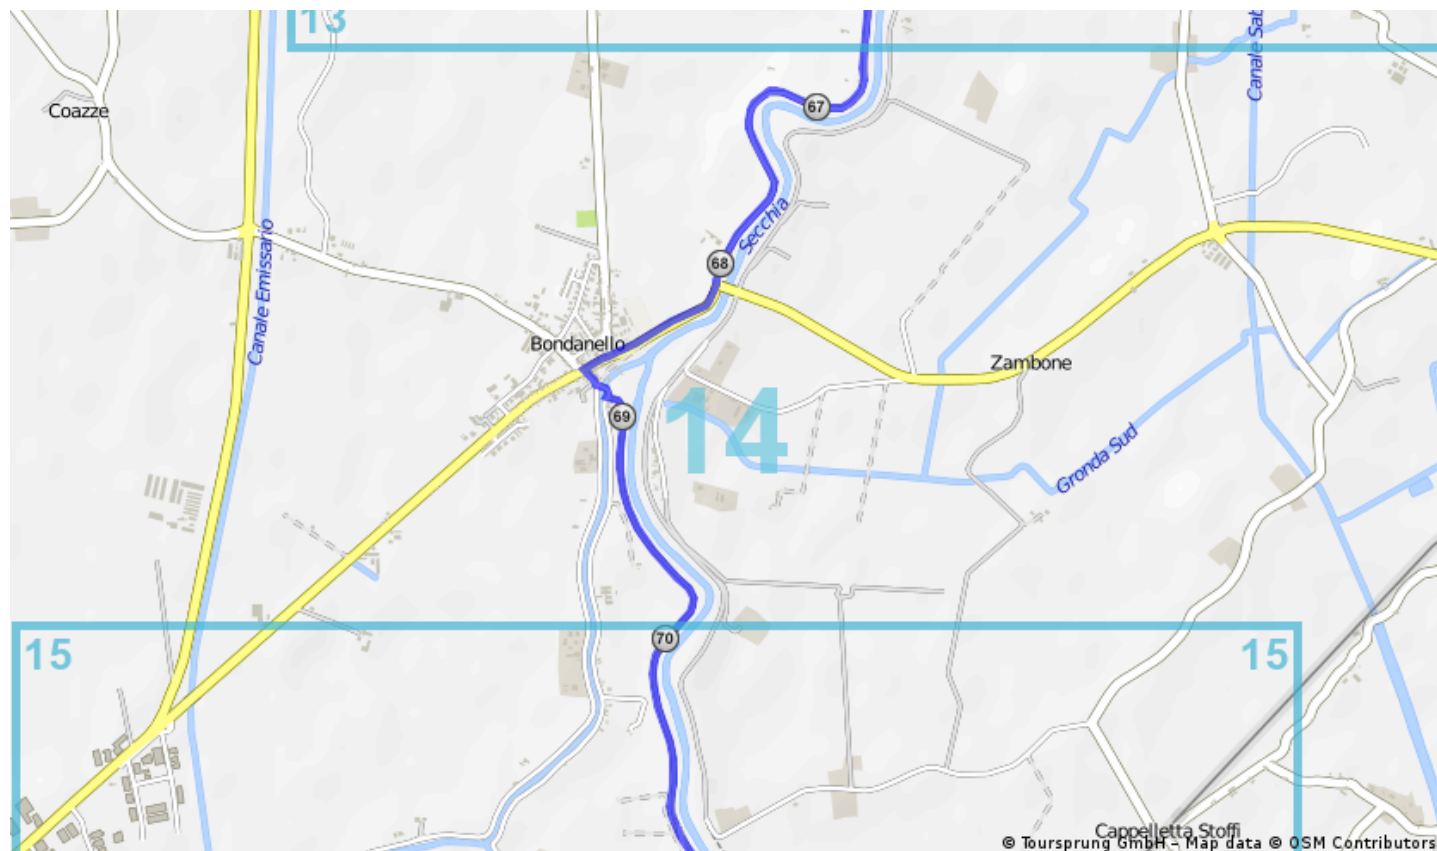 13
Canale Sab
67
Coazze
Secchia
Canale Emissario
68
Bondanello
Zambone
69
14
Gronda Sud
70
15
15
Cappelletta Stoffi
© Toursprung GmbH – Map data © OSM Contributors